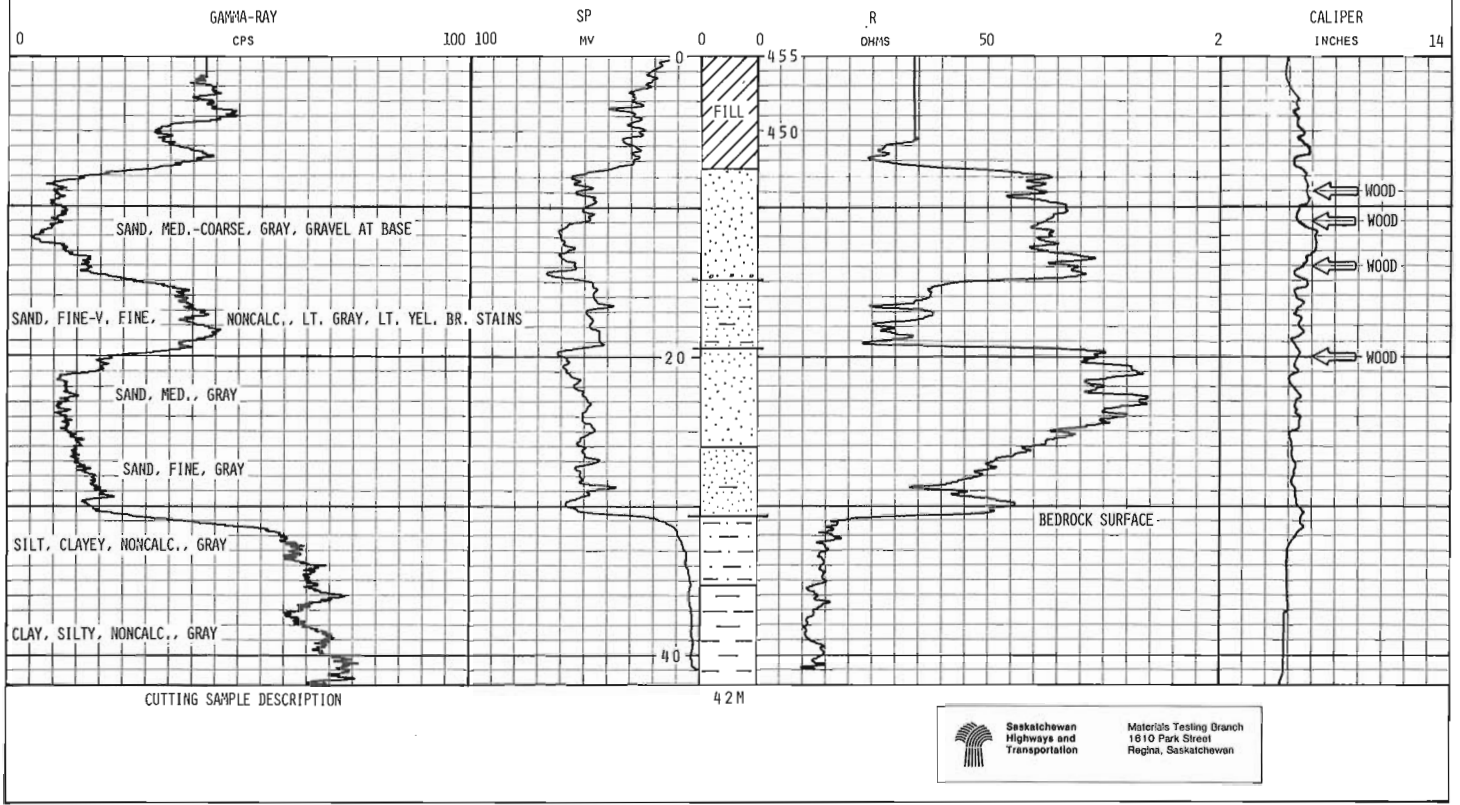 GAMMA-RAY SP R CALIPER
0 CPS 100 100 MV 0 0 OHMS 50 2 INCHES 14
0 455
FILL
450
WOOD
WOOD
SAND, MED.-COARSE, GRAY, GRAVEL AT BASE
WOOD
SAND, FINE-V. FINE, NONCALC., LT. GRAY, LT. YEL. BR. STAINS
20
WOOD
SAND, MED., GRAY
SAND, FINE, GRAY
BEDROCK SURFACE
SILT, CLAYEY, NONCALC., GRAY
CLAY, SILTY, NONCALC., GRAY
40
CUTTING SAMPLE DESCRIPTION
42M
Saskatchewan
Highways and
Transportation
Materials Testing Branch
1610 Park Street
Regina, Saskatchewan